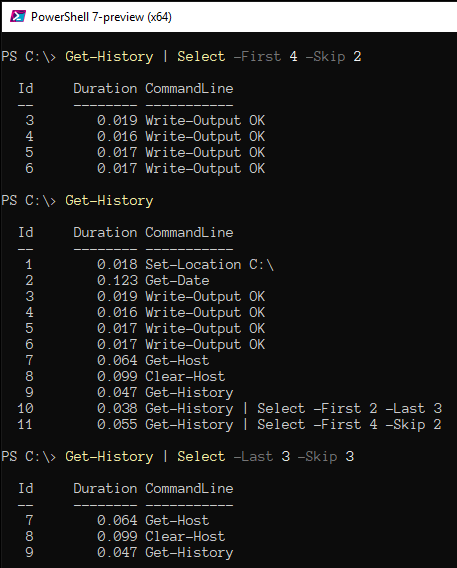 PowerShell 7-preview (x64)
PS C:\> Get-History | Select -First 4 -Skip 2
Id Duration CommandLine
-- -------- -----------
3 0.019 Write-Output OK
4 0.016 Write-Output OK
5 0.017 Write-Output OK
6 0.017 Write-Output OK
PS C:\> Get-History
Id Duration CommandLine
-- -------- -----------
1 0.018 Set-Location C:\
2 0.123 Get-Date
3 0.019 Write-Output OK
4 0.016 Write-Output OK
5 0.017 Write-Output OK
6 0.017 Write-Output OK
7 0.064 Get-Host
8 0.099 Clear-Host
9 0.047 Get-History
10 0.038 Get-History | Select -First 2 -Last 3
11 0.055 Get-History | Select -First 4 -Skip 2
PS C:\> Get-History | Select -Last 3 -Skip 3
Id Duration CommandLine
-- -------- -----------
7 0.064 Get-Host
8 0.099 Clear-Host
9 0.047 Get-History